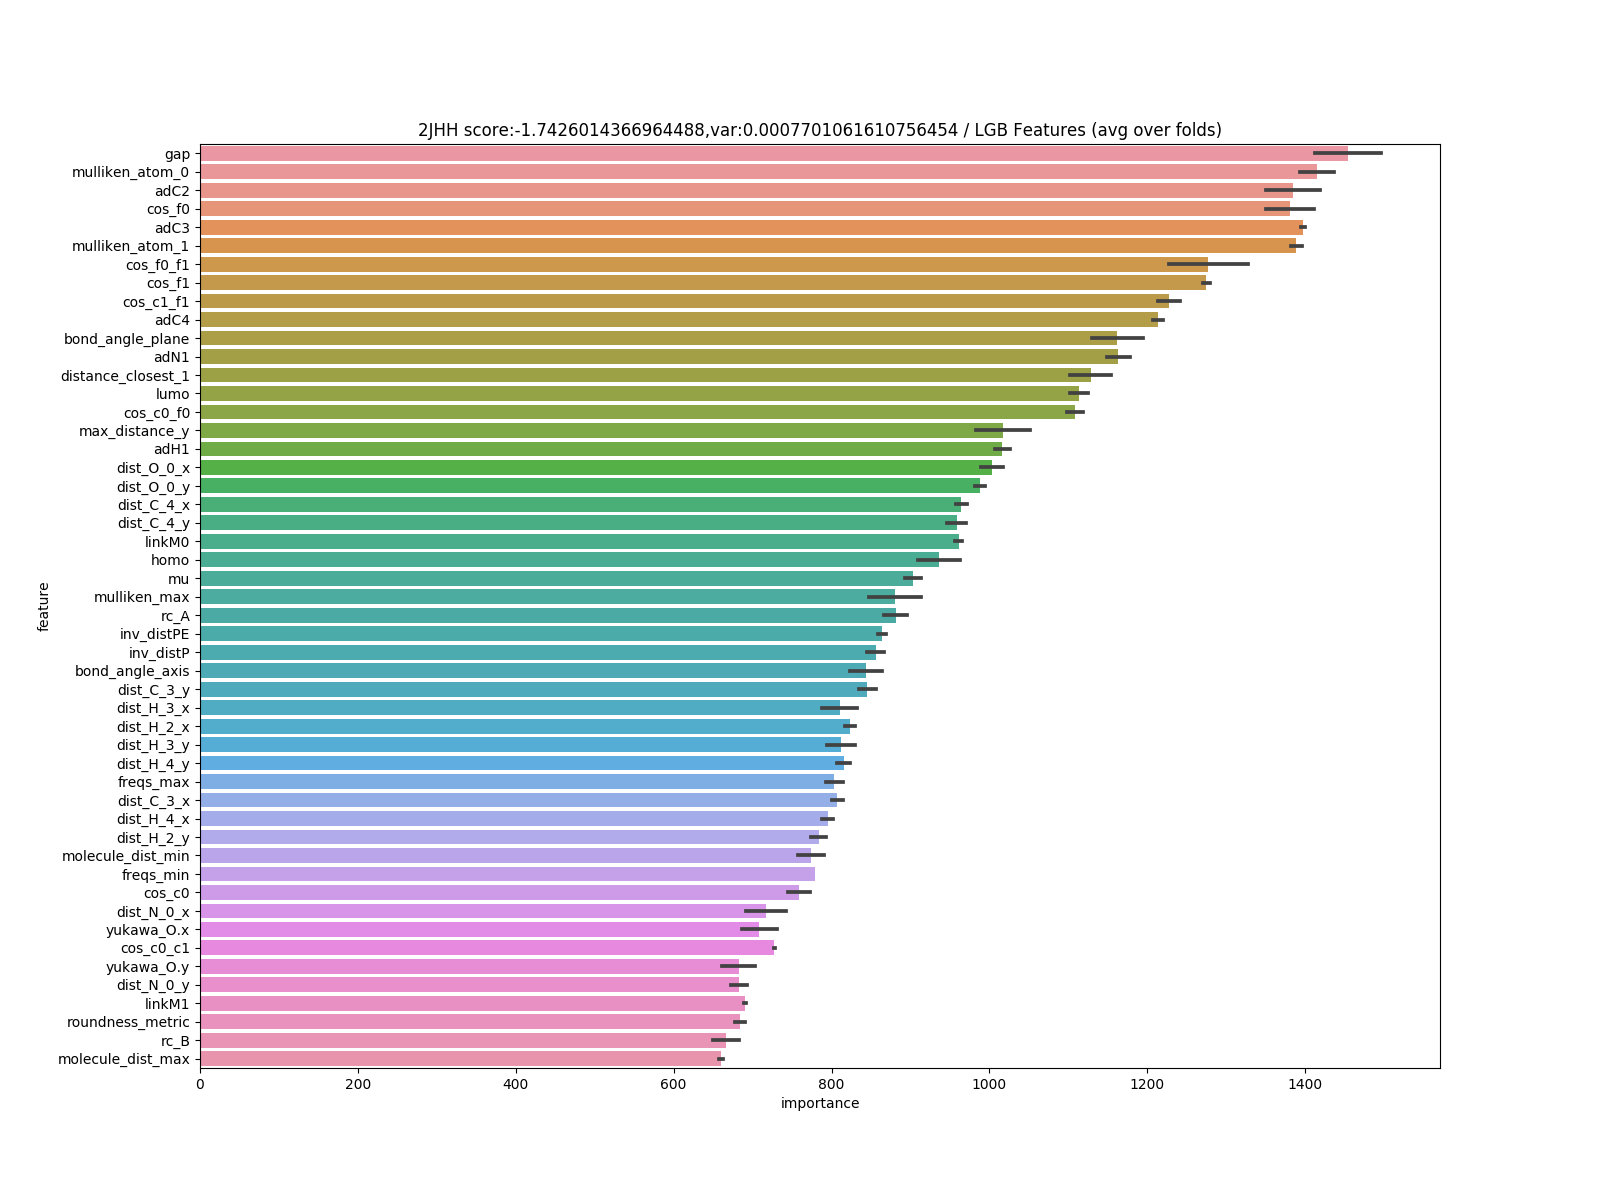 2JHH score:-1.7426014366964488,var:0.0007701061610756454 / LGB Features (avg over folds)
feature
gap
mulliken_atom_0
adC2
cos_f0
adC3
mulliken_atom_1
cos_f0_f1
cos_f1
cos_c1_f1
adC4
bond_angle_plane
adN1
distance_closest_1
lumo
cos_c0_f0
max_distance_y
adH1
dist_O_0_x
dist_O_0_y
dist_C_4_x
dist_C_4_y
linkM0
homo
mu
mulliken_max
rc_A
inv_distPE
inv_distP
bond_angle_axis
dist_C_3_y
dist_H_3_x
dist_H_2_x
dist_H_3_y
dist_H_4_y
freqs_max
dist_C_3_x
dist_H_4_x
dist_H_2_y
molecule_dist_min
freqs_min
cos_c0
dist_N_0_x
yukawa_O.x
cos_c0_c1
yukawa_O.y
dist_N_0_y
linkM1
roundness_metric
rc_B
molecule_dist_max
0 200 400 600 800 1000 1200 1400
importance